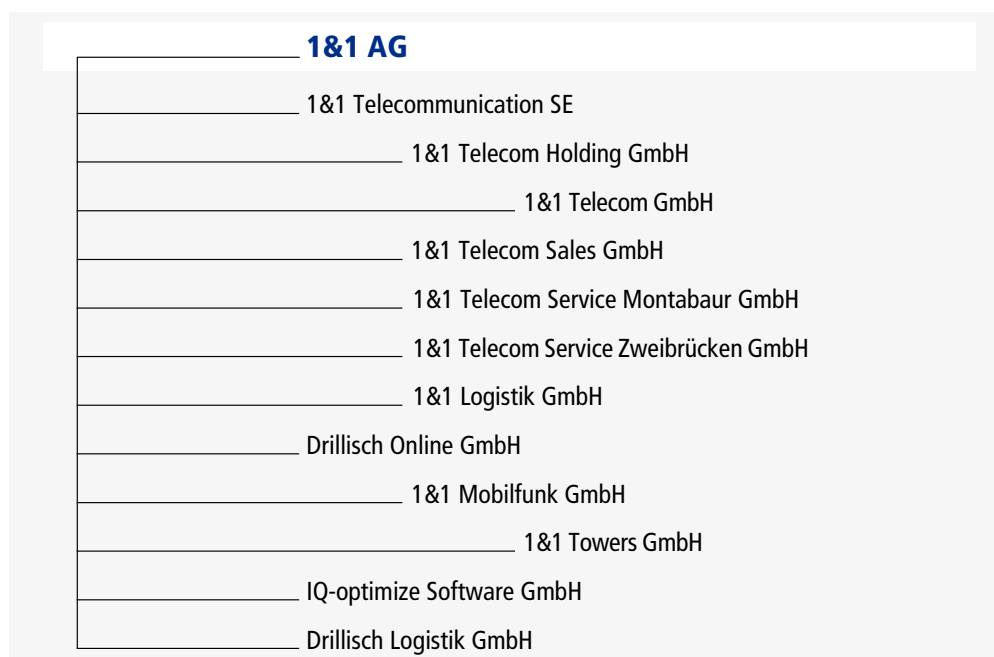 1&1 AG
1&1 Telecommunication SE
1&1 Telecom Holding GmbH
1&1 Telecom GmbH
1&1 Telecom Sales GmbH
1&1 Telecom Service Montabaur GmbH
1&1 Telecom Service Zweibrücken GmbH
1&1 Logistik GmbH
Drillisch Online GmbH
1&1 Mobilfunk GmbH
1&1 Towers GmbH
IQ-optimize Software GmbH
Drillisch Logistik GmbH